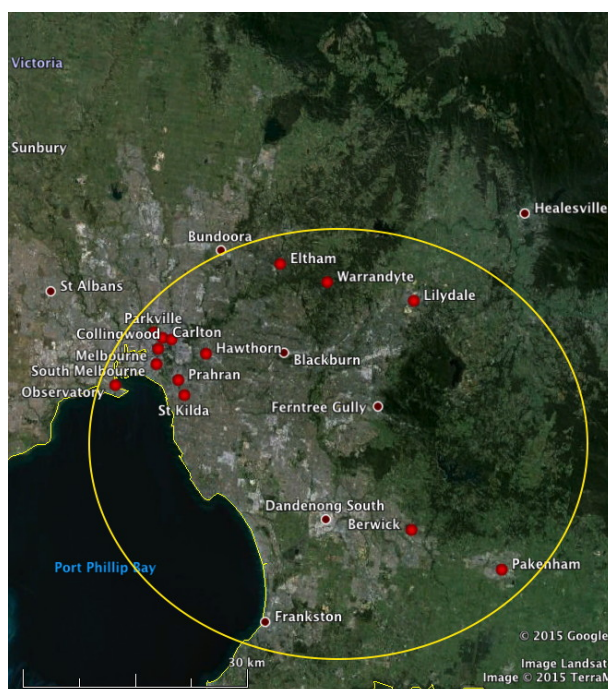 Victoria
Sunbury
Healesville
Bundoora
Eltham
St Albans
Warrandyte
Lilydale
Parkville
Collingwood
Carlton
Melbourne
Hawthorn
Blackburn
South Melbourne
Prahran
Observatory
St Kilda
Ferntree Gully
Dandenong South
Berwick
Port Phillip Bay
Pakenham
Frankston
© 2015 Google
30 km
Image Landsat
Image © 2015 TerraM